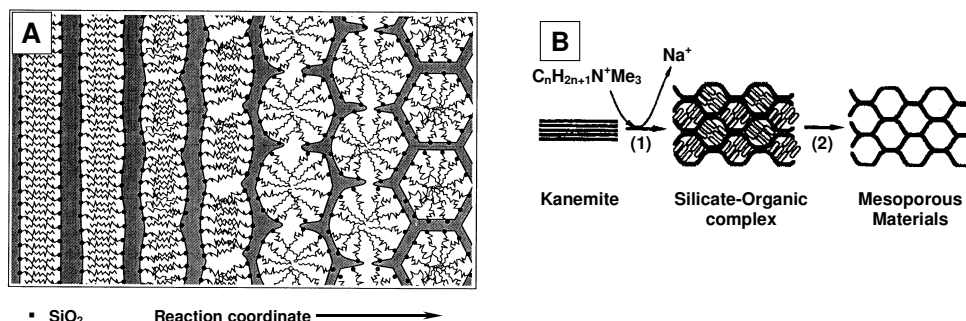 A
▪ SiO₂
Reaction coordinate
B
CₙH₂ₙ₊₁N⁺Me₃
Na⁺
(1)
(2)
Kanemite
Silicate-Organic
complex
Mesoporous
Materials